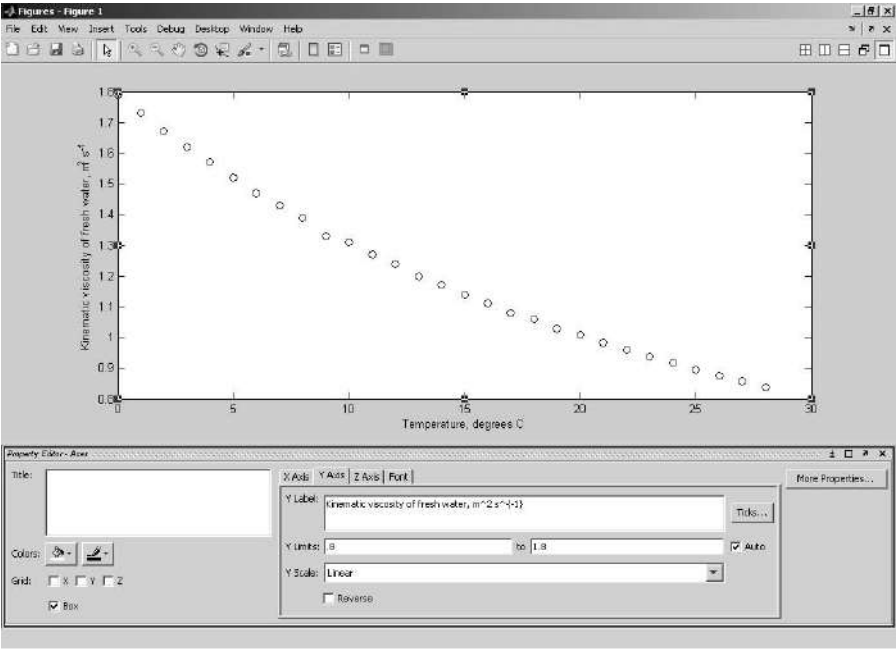 Figures - Figure 1
File Edit View Insert Tools Debug Desktop Window Help
1.8
1.7
1.6
1.5
1.4
1.3
1.2
1.1
1
0.9
0.8
Kinematic viscosity of fresh water, m² s⁻¹
0 5 10 15 20 25 30
Temperature, degrees C
Property Editor - Axes
Title:
Colors:
Grid: X Y Z
Box
X Axis Y Axis Z Axis Font
Y Label: Kinematic viscosity of fresh water, m^2 s^{-1}
Ticks...
Y Limits: .8 to 1.8 Auto
Y Scale: Linear
Reverse
More Properties...